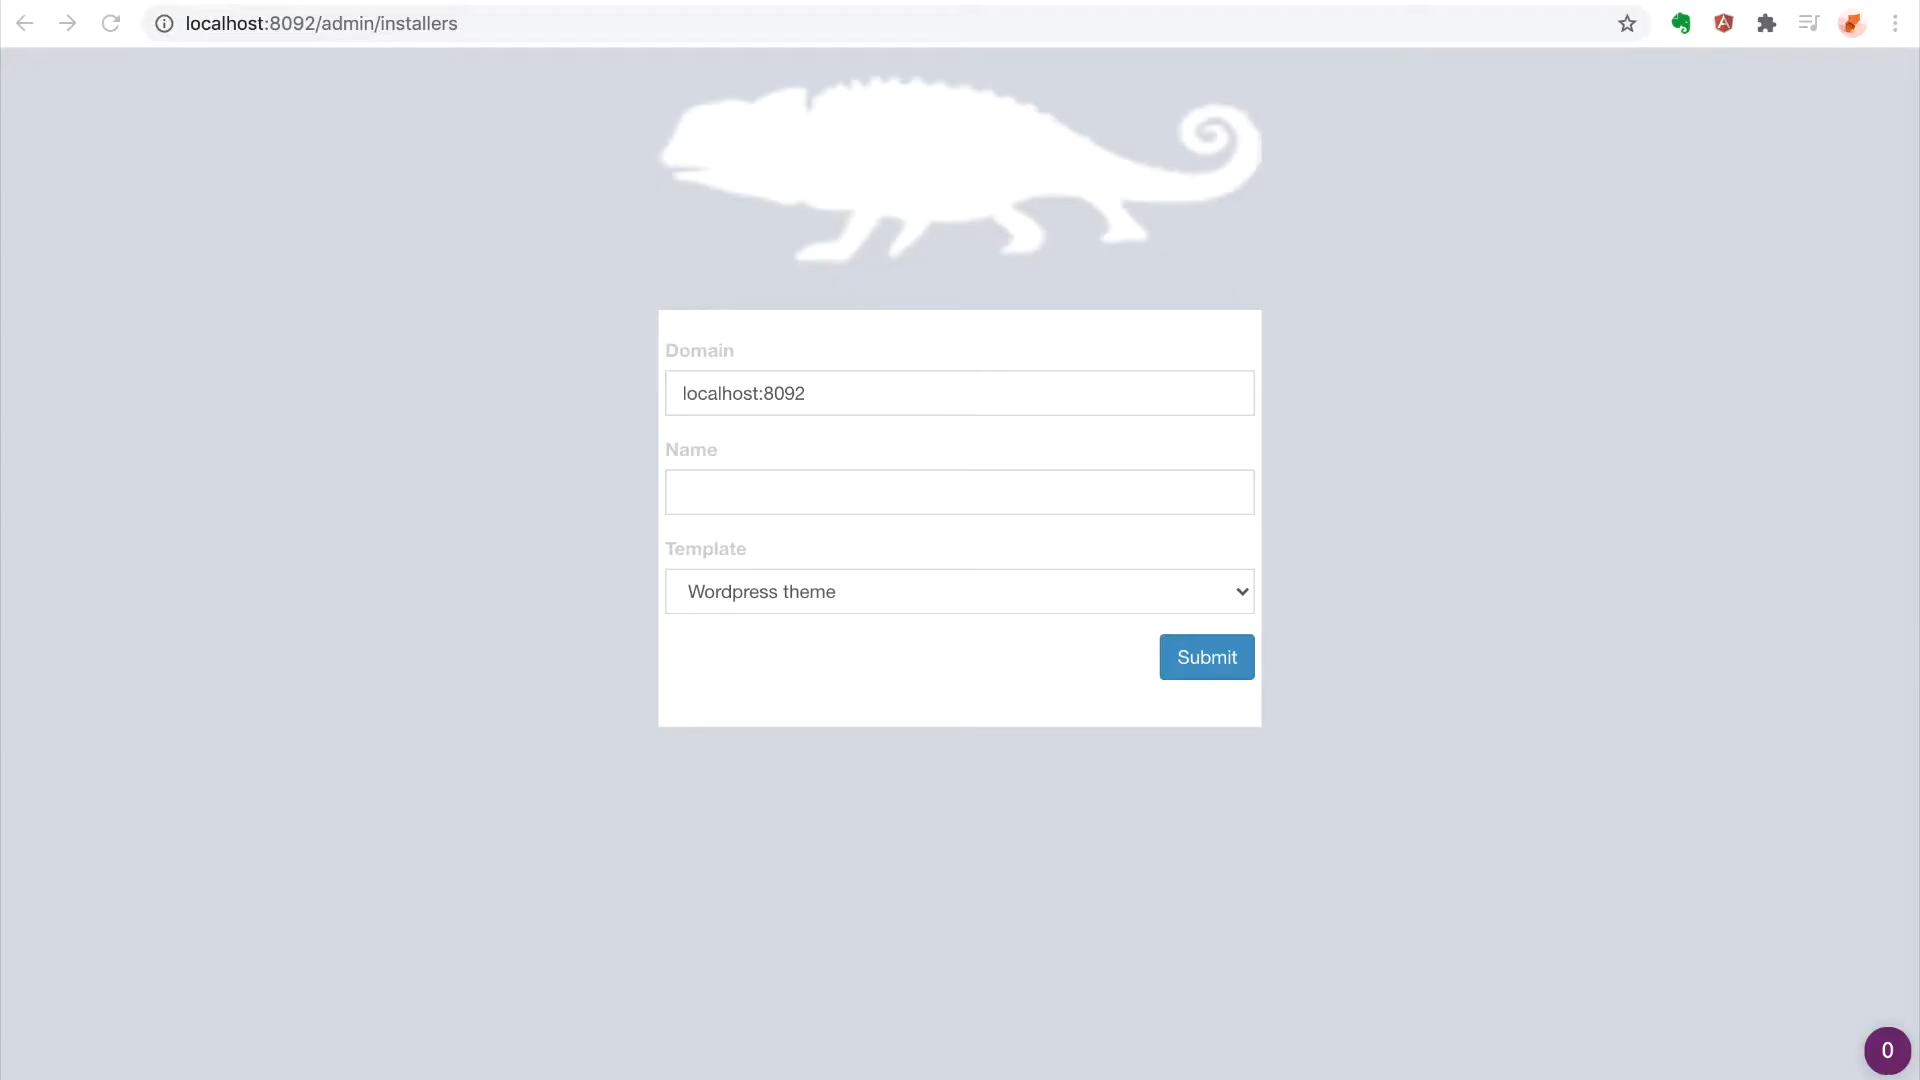 localhost:8092/admin/installers
Domain
localhost:8092
Name
Template
Wordpress theme
Submit
0